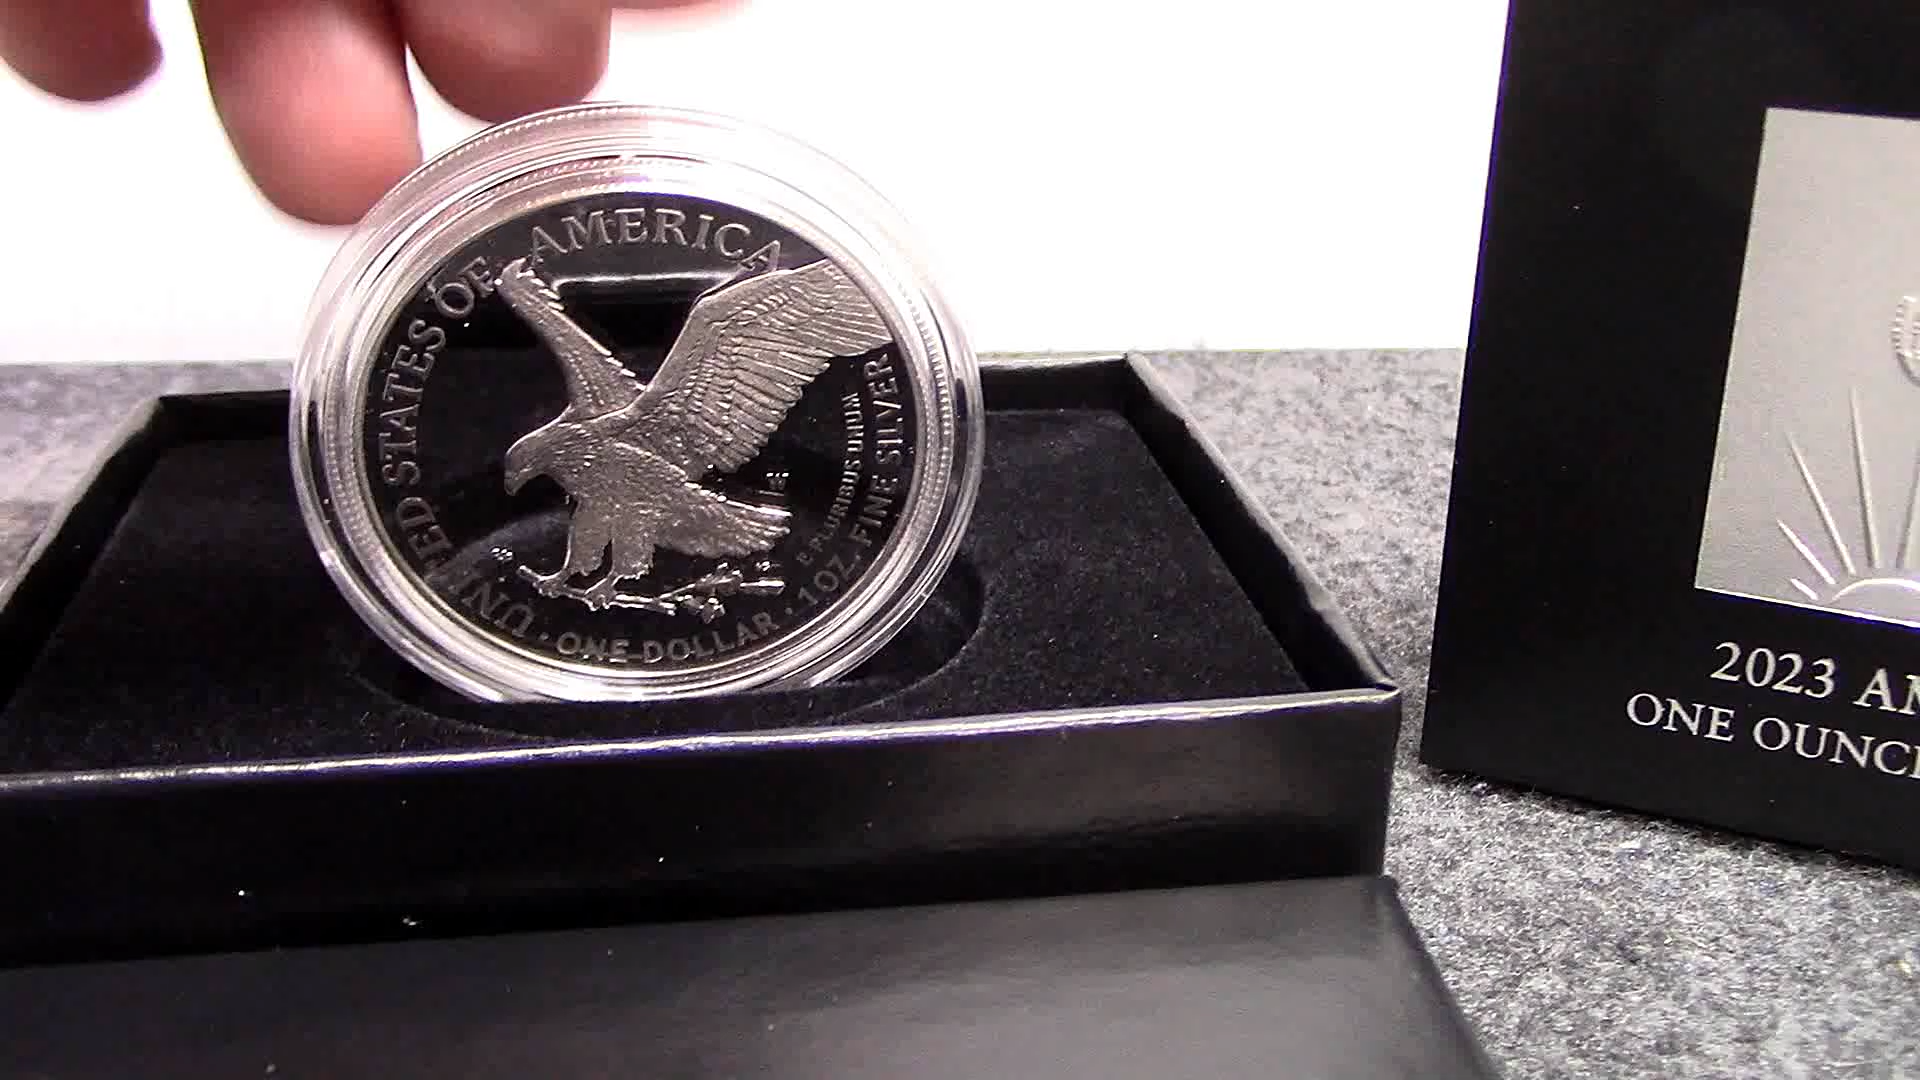 UNITED STATES OF AMERICA
E PLURIBUS UNUM
· ONE DOLLAR · 1 OZ. FINE SILVER
2023 AM
ONE OUNC